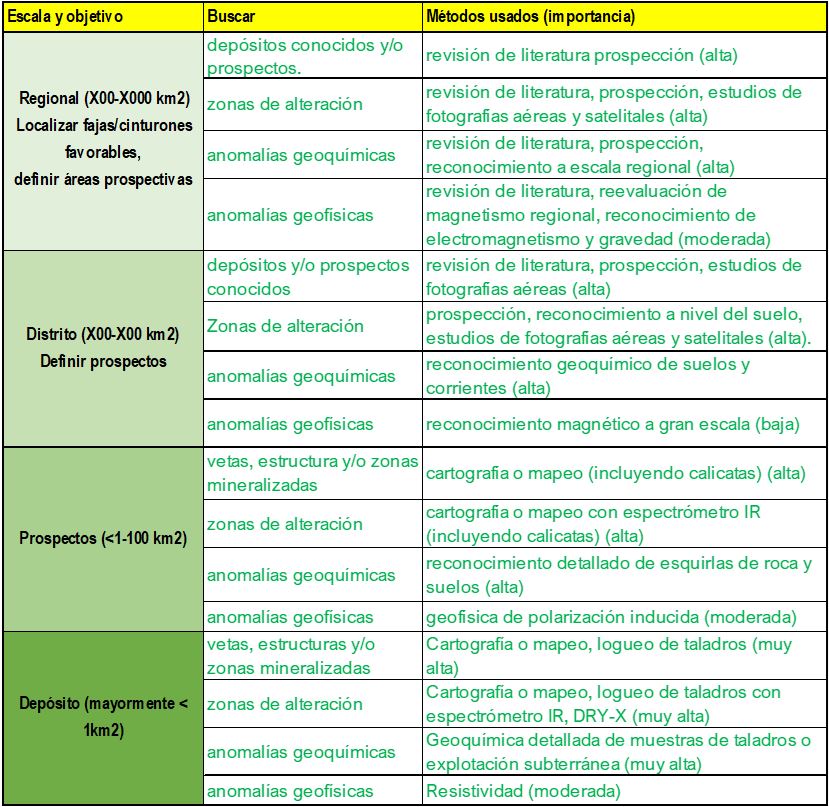 Escala y objetivo
Buscar
Métodos usados (importancia)
Regional (X00-X000 km2)
Localizar fajas/cinturones
favorables,
definir áreas prospectivas
depósitos conocidos y/o
prospectos.
revisión de literatura prospección (alta)
zonas de alteración
revisión de literatura, prospección, estudios de
fotografías aéreas y satelitales (alta)
anomalías geoquímicas
revisión de literatura, prospección,
reconocimiento a escala regional (alta)
anomalías geofísicas
revisión de literatura, reevaluación de
magnetismo regional, reconocimiento de
electromagnetismo y gravedad (moderada)
Distrito (X00-X00 km2)
Definir prospectos
depósitos y/o prospectos
conocidos
revisión de literatura, prospección, estudios de
fotografías aéreas (alta)
Zonas de alteración
prospección, reconocimiento a nivel del suelo,
estudios de fotografías aéreas y satelitales (alta).
anomalías geoquímicas
reconocimiento geoquímico de suelos y
corrientes (alta)
anomalías geofísicas
reconocimiento magnético a gran escala (baja)
Prospectos (<1-100 km2)
vetas, estructura y/o zonas
mineralizadas
cartografía o mapeo (incluyendo calicatas) (alta)
zonas de alteración
cartografía o mapeo con espectrómetro IR
(incluyendo calicatas) (alta)
anomalías geoquímicas
reconocimiento detallado de esquirlas de roca y
suelos (alta)
anomalías geofísicas
geofísica de polarización inducida (moderada)
Depósito (mayormente <
1km2)
vetas, estructuras y/o
zonas mineralizadas
Cartografía o mapeo, logueo de taladros (muy
alta)
zonas de alteración
Cartografía o mapeo, logueo de taladros con
espectrómetro IR, DRY-X (muy alta)
anomalías geoquímicas
Geoquímica detallada de muestras de taladros o
explotación subterránea (muy alta)
anomalías geofísicas
Resistividad (moderada)